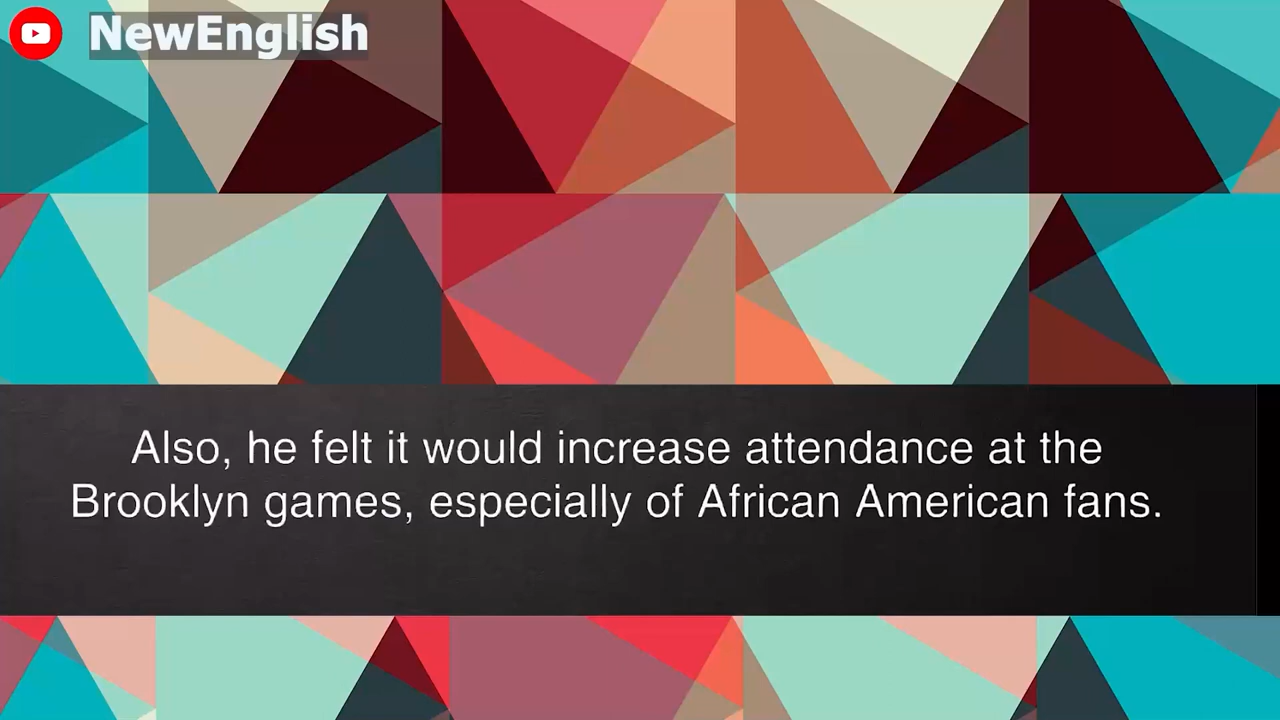 NewEnglish
Also, he felt it would increase attendance at the
Brooklyn games, especially of African American fans.